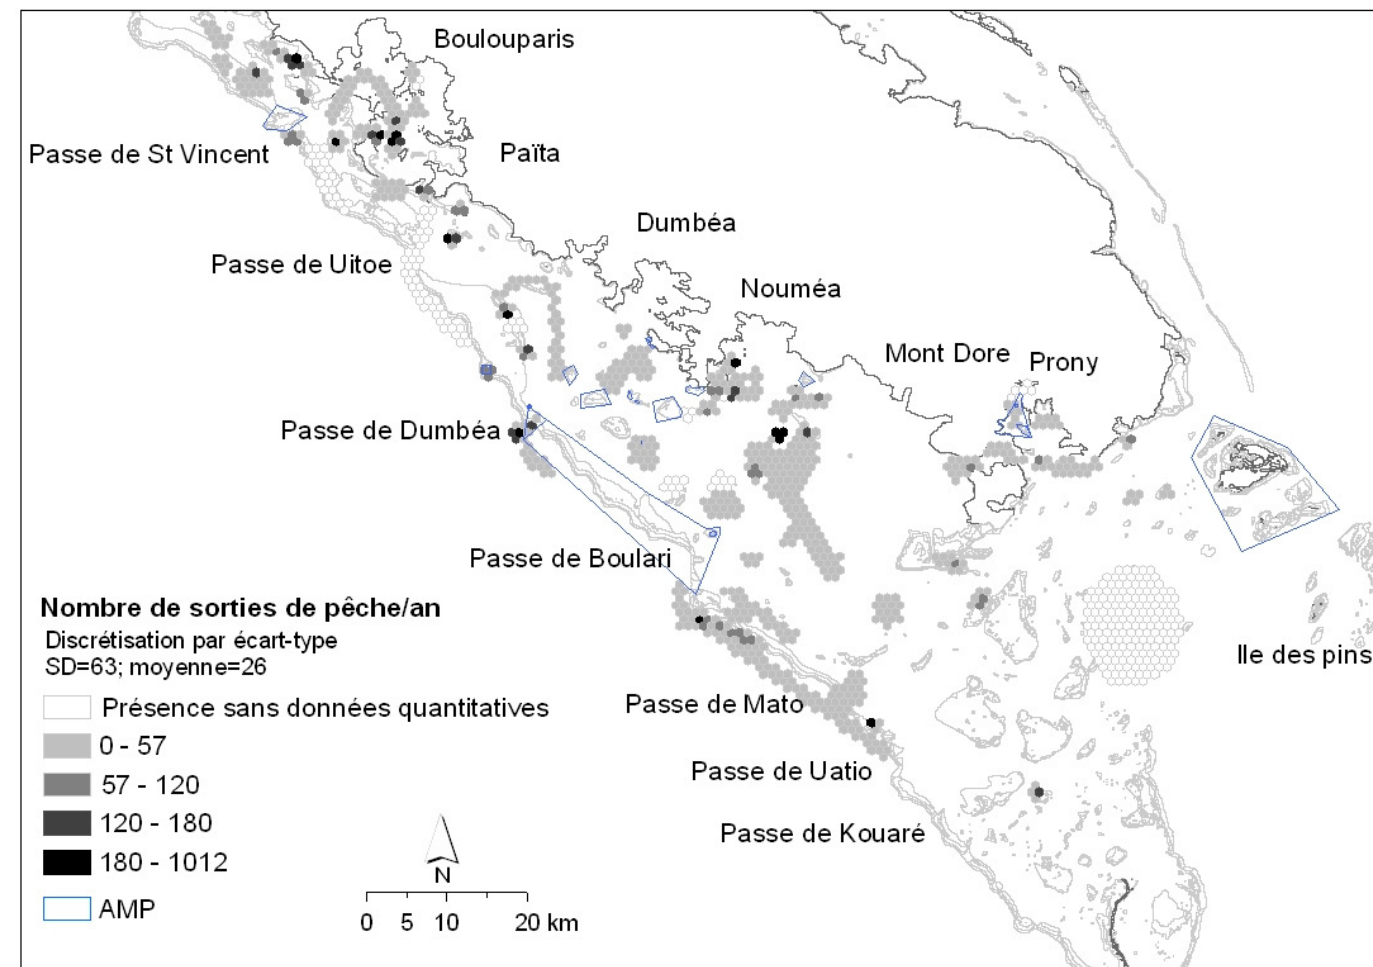 Boulouparis
Passe de St Vincent
Païta
Dumbéa
Passe de Uitoe
Nouméa
Mont Dore
Prony
Passe de Dumbéa
Passe de Boulari
Ile des pins
Passe de Mato
Passe de Uatio
Passe de Kouaré
Nombre de sorties de pêche/an
Discrétisation par écart-type
SD=63; moyenne=26
Présence sans données quantitatives
0 - 57
57 - 120
120 - 180
180 - 1012
AMP
N
0 5 10 20 km